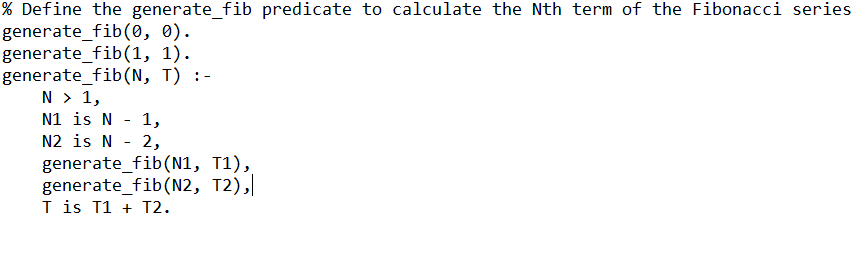 % Define the generate_fib predicate to calculate the Nth term of the Fibonacci series
generate_fib(0, 0).
generate_fib(1, 1).
generate_fib(N, T) :-
    N > 1,
    N1 is N - 1,
    N2 is N - 2,
    generate_fib(N1, T1),
    generate_fib(N2, T2),
    T is T1 + T2.